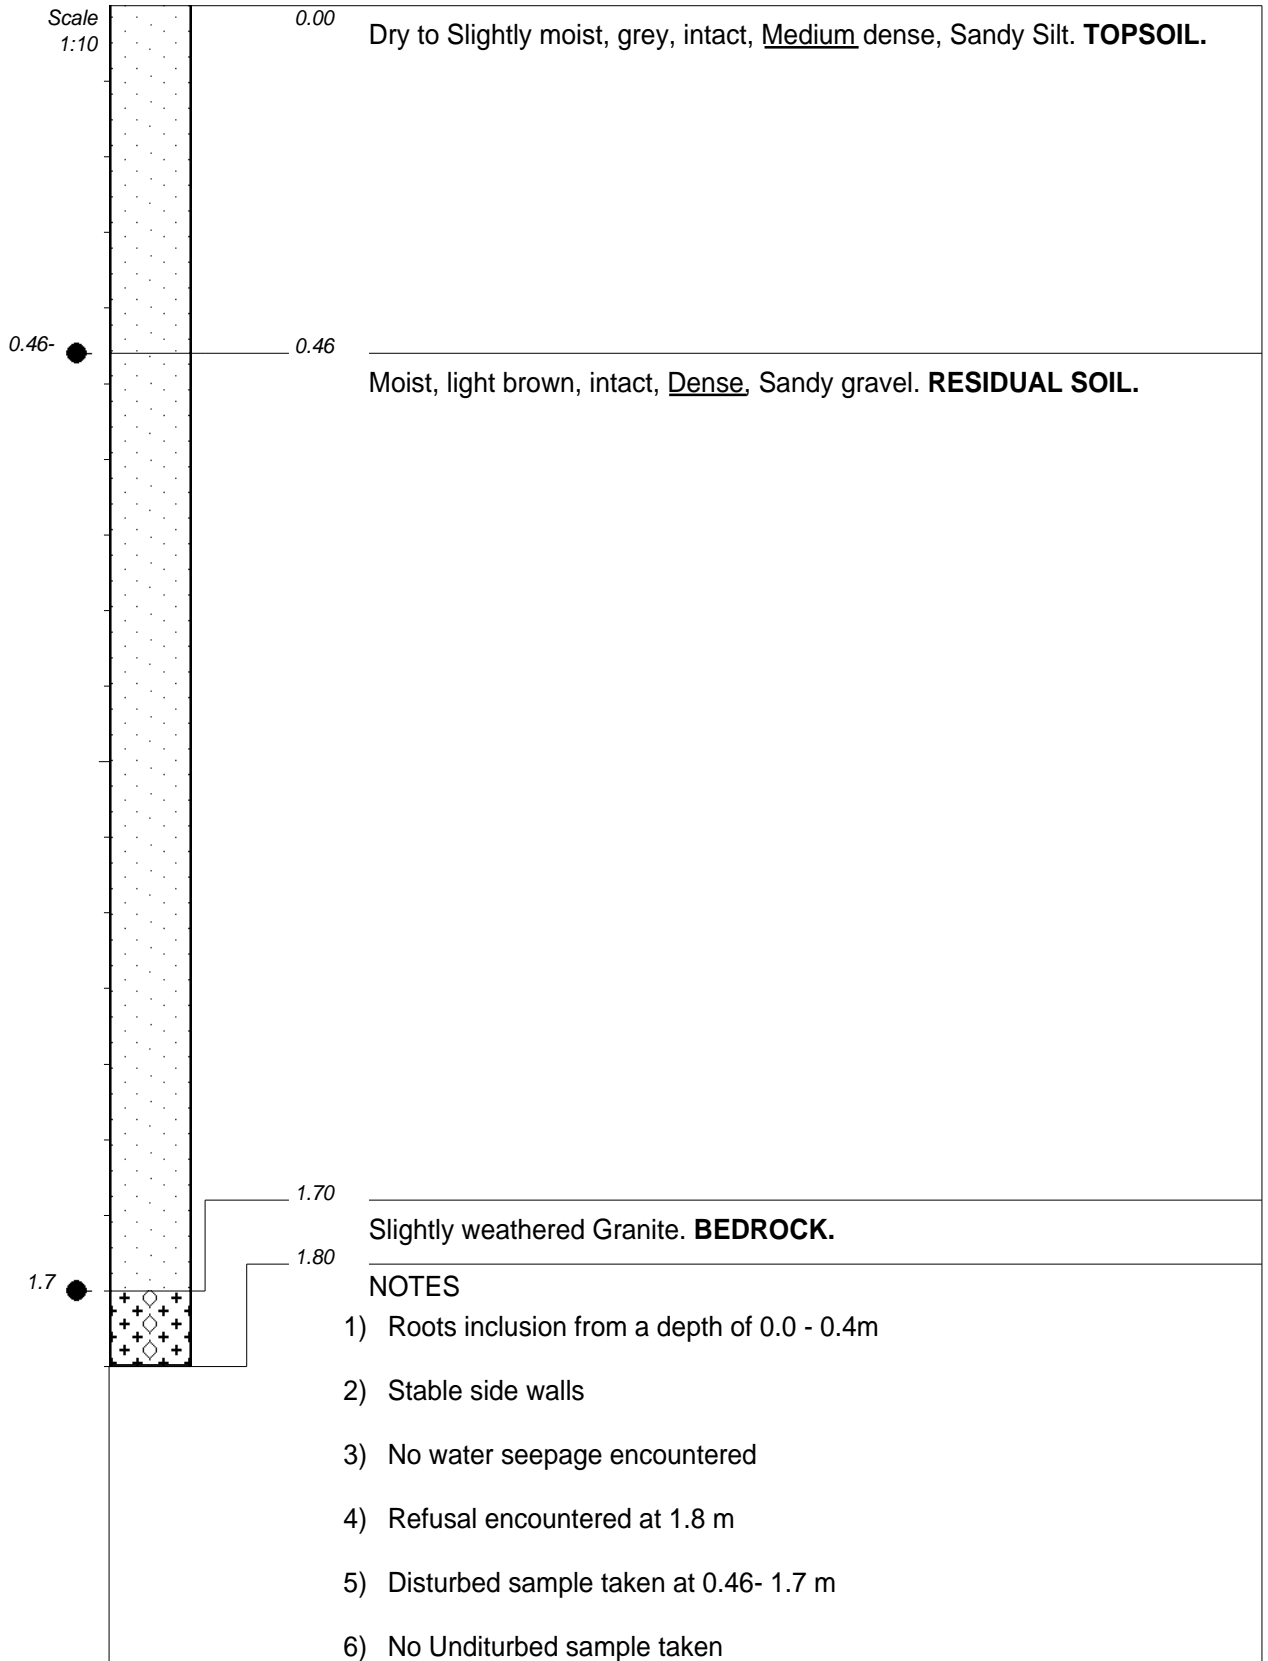 Scale
1:10
0.00
Dry to Slightly moist, grey, intact, Medium dense, Sandy Silt. TOPSOIL.
0.46-
0.46
Moist, light brown, intact, Dense, Sandy gravel. RESIDUAL SOIL.
1.70
Slightly weathered Granite. BEDROCK.
1.80
1.7
NOTES
1) Roots inclusion from a depth of 0.0 - 0.4m
2) Stable side walls
3) No water seepage encountered
4) Refusal encountered at 1.8 m
5) Disturbed sample taken at 0.46- 1.7 m
6) No Unditurbed sample taken